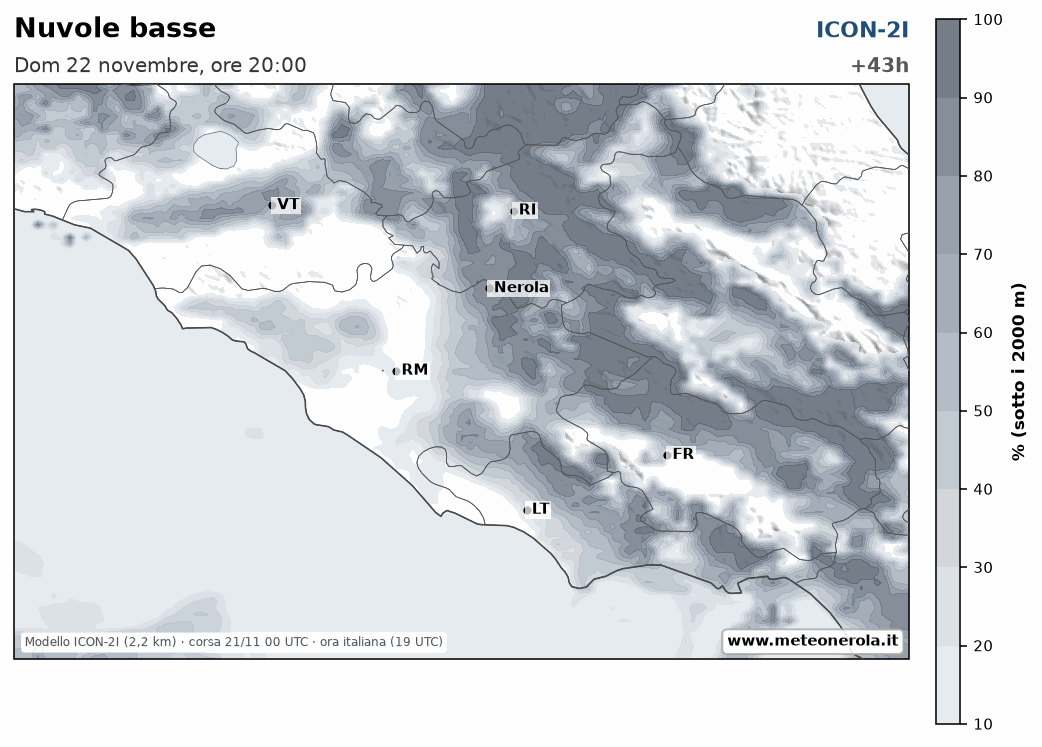 Nuvole basse
ICON-2I
Dom 22 novembre, ore 20:00
+43h
VT
RI
Nerola
RM
FR
LT
Modello ICON-2I (2,2 km) · corsa 21/11 00 UTC · ora italiana (19 UTC)
www.meteonerola.it
100
90
80
70
60
50
40
30
20
10
% (sotto i 2000 m)